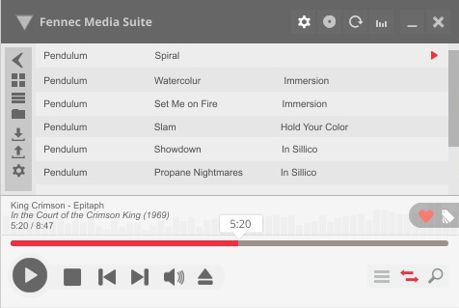 Fennec Media Suite
Pendulum Spiral
Pendulum Watercolur Immersion
Pendulum Set Me on Fire Immersion
Pendulum Slam Hold Your Color
Pendulum Showdown In Sillico
Pendulum Propane Nightmares In Sillico
King Crimson - Epitaph
In the Court of the Crimson King (1969)
5:20 / 8:47
5:20